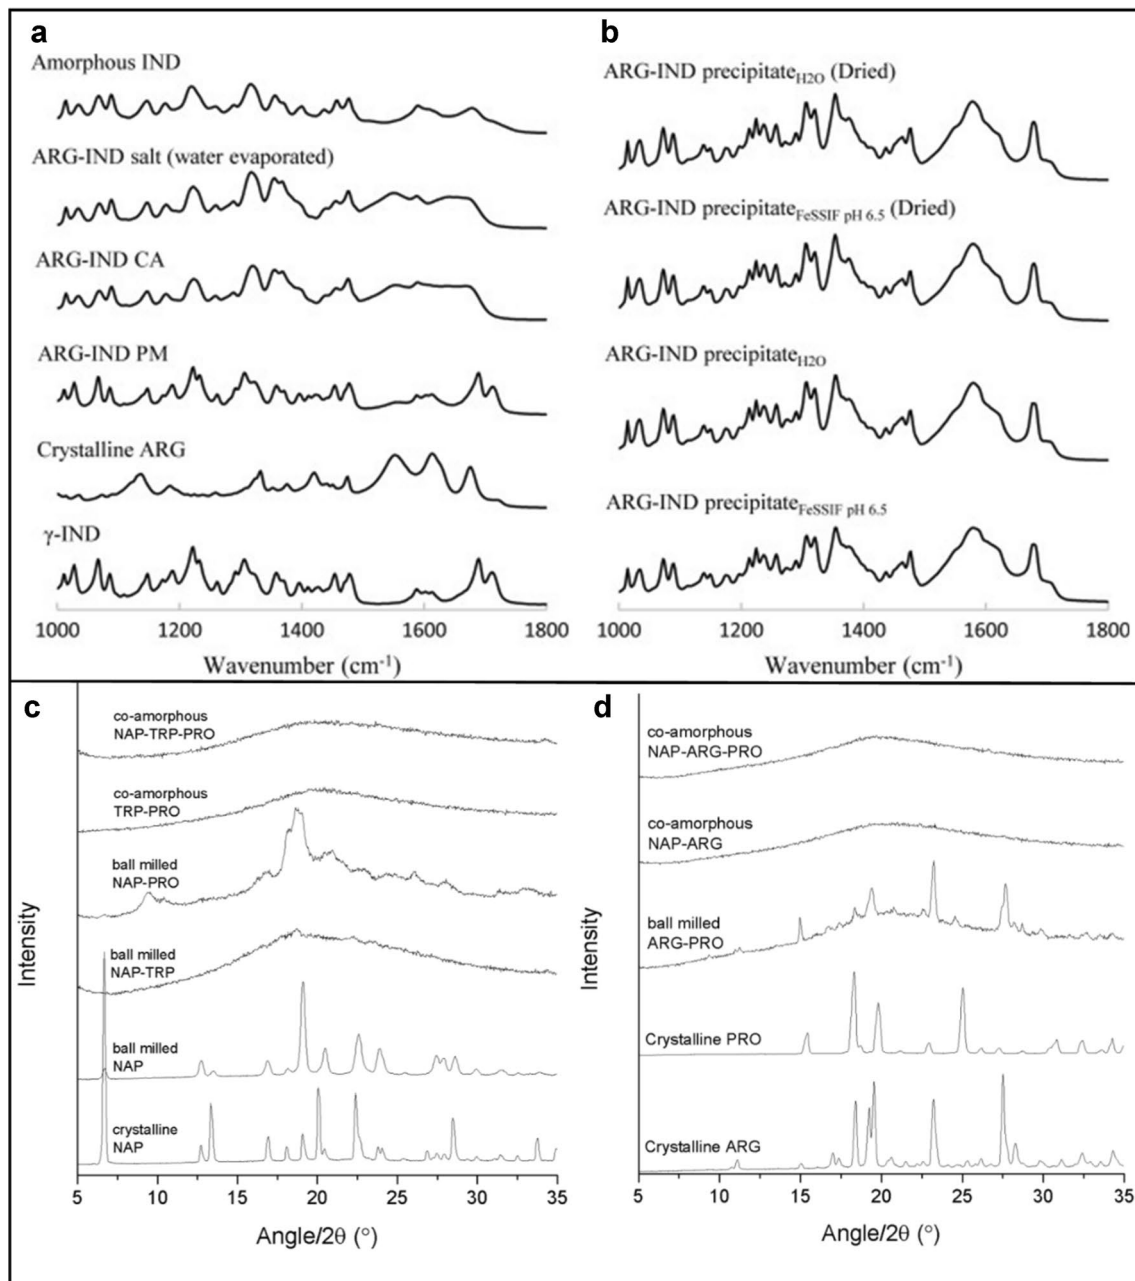 a
Amorphous IND
ARG-IND salt (water evaporated)
ARG-IND CA
ARG-IND PM
Crystalline ARG
γ-IND
1000 1200 1400 1600 1800
Wavenumber (cm-1)
b
ARG-IND precipitateH2O (Dried)
ARG-IND precipitateFeSSIF pH 6.5 (Dried)
ARG-IND precipitateH2O
ARG-IND precipitateFeSSIF pH 6.5
1000 1200 1400 1600 1800
Wavenumber (cm-1)
c
co-amorphous
NAP-TRP-PRO
co-amorphous
TRP-PRO
ball milled
NAP-PRO
ball milled
NAP-TRP
ball milled
NAP
crystalline
NAP
Intensity
5 10 15 20 25 30 35
Angle/2θ (°)
d
co-amorphous
NAP-ARG-PRO
co-amorphous
NAP-ARG
ball milled
ARG-PRO
Crystalline PRO
Crystalline ARG
Intensity
5 10 15 20 25 30 35
Angle/2θ (°)